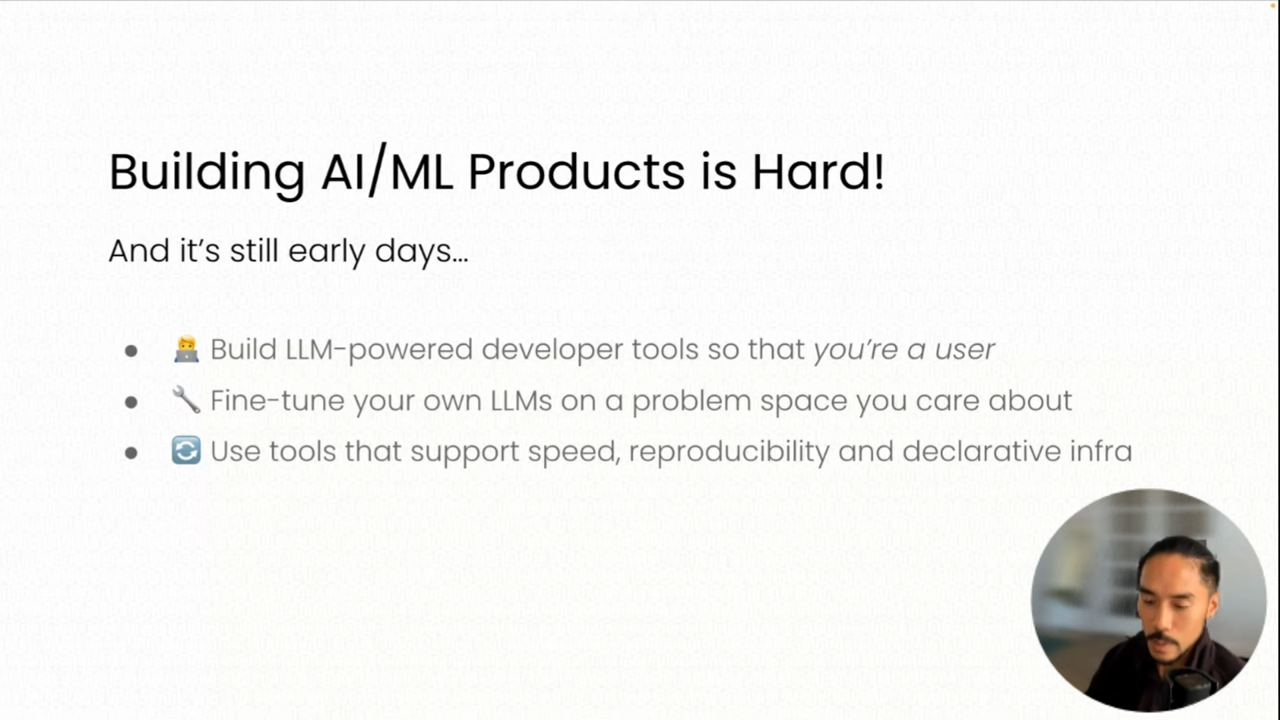 Building AI/ML Products is Hard!
And it’s still early days…
● 🧑‍💻 Build LLM-powered developer tools so that you’re a user
● 🔧 Fine-tune your own LLMs on a problem space you care about
● 🔄 Use tools that support speed, reproducibility and declarative infra